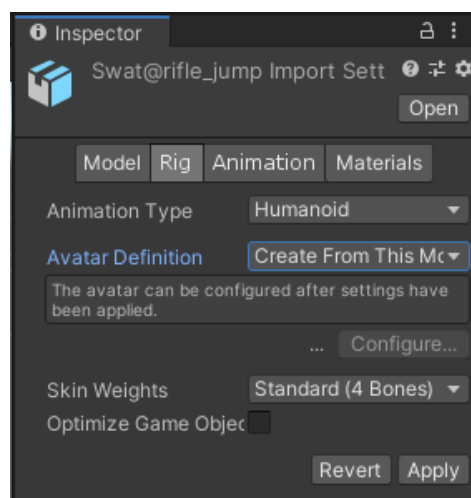 Inspector
Swat@rifle_jump Import Sett
Open
Model Rig Animation Materials
Animation Type Humanoid
Avatar Definition Create From This Mc
The avatar can be configured after settings have
been applied.
... Configure...
Skin Weights Standard (4 Bones)
Optimize Game Objec
Revert Apply